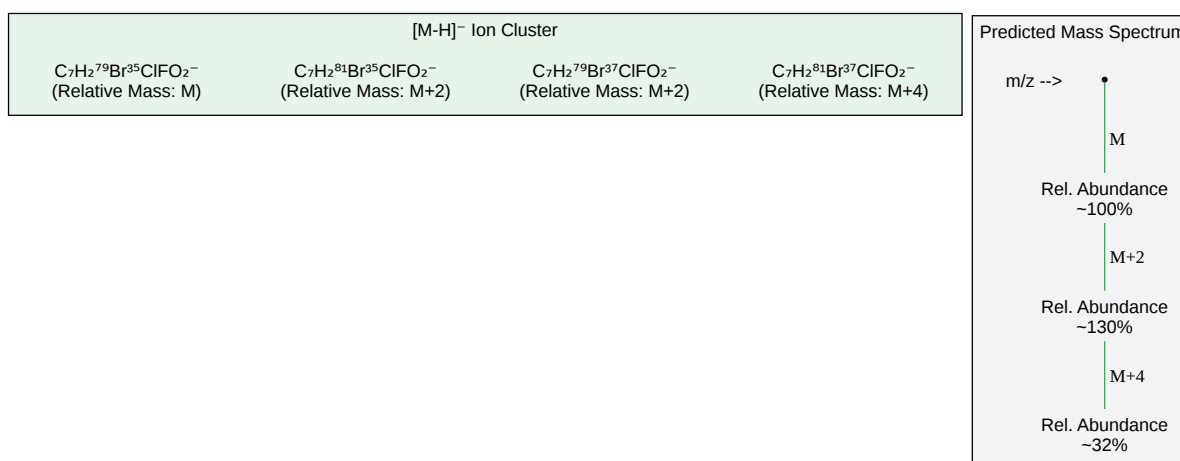 [M-H]⁻ Ion Cluster
C₇H₂⁷⁹Br³⁵ClFO₂⁻
(Relative Mass: M)
C₇H₂⁸¹Br³⁵ClFO₂⁻
(Relative Mass: M+2)
C₇H₂⁷⁹Br³⁷ClFO₂⁻
(Relative Mass: M+2)
C₇H₂⁸¹Br³⁷ClFO₂⁻
(Relative Mass: M+4)
Predicted Mass Spectrum
m/z -->
M
Rel. Abundance
~100%
M+2
Rel. Abundance
~130%
M+4
Rel. Abundance
~32%